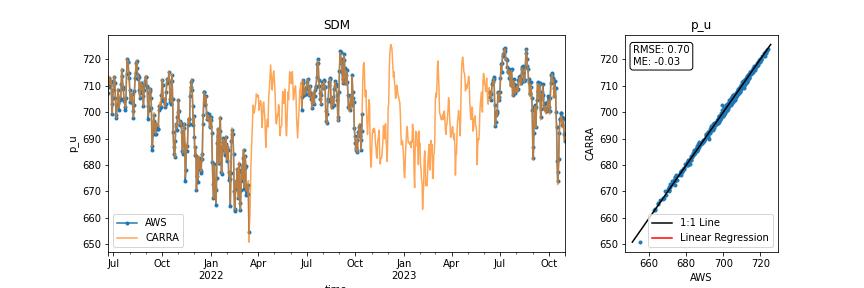 SDM
p_u
720
710
700
690
680
670
660
650
AWS
CARRA
Jul
Oct
Jan
2022
Apr
Jul
Oct
Jan
2023
Apr
Jul
Oct
p_u
RMSE: 0.70
ME: -0.03
CARRA
720
710
700
690
680
670
660
650
1:1 Line
Linear Regression
660
680
700
720
AWS